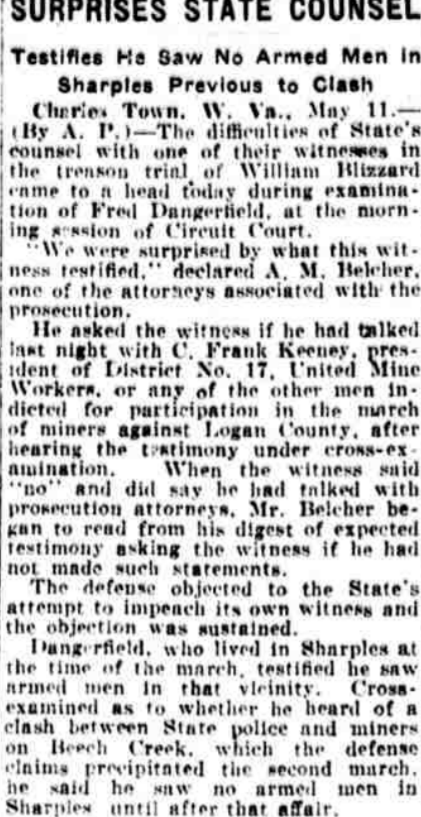 SURPRISES STATE COUNSEL
Testifies He Saw No Armed Men in
Sharples Previous to Clash
Charles Town, W. Va., May 11.—
(By A. P.)—The difficulties of State's
counsel with one of their witnesses in
the treason trial of William Blizzard
came to a head today during examina-
tion of Fred Dangerfield, at the morn-
ing session of Circuit Court.
"We were surprised by what this wit-
ness testified," declared A. M. Belcher,
one of the attorneys associated with the
prosecution.
He asked the witness if he had talked
last night with C. Frank Keeney, pres-
ident of District No. 17, United Mine
Workers, or any of the other men in-
dicted for participation in the march
of miners against Logan County, after
hearing the testimony under cross-ex-
amination. When the witness said
"no" and did say he had talked with
prosecution attorneys, Mr. Belcher be-
gan to read from his digest of expected
testimony asking the witness if he had
not made such statements.
The defense objected to the State's
attempt to impeach its own witness and
the objection was sustained.
Dangerfield, who lived in Sharples at
the time of the march, testified he saw
armed men in that vicinity. Cross-
examined as to whether he heard of a
clash between State police and miners
on Beech Creek, which the defense
claims precipitated the second march,
he said he saw no armed men in
Sharples until after that affair.